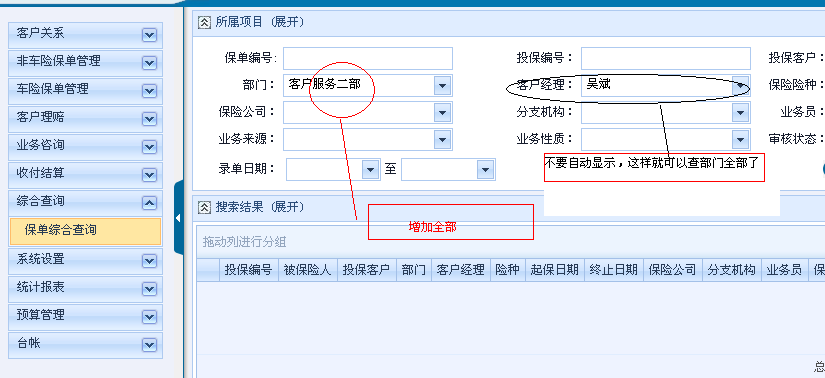 客户关系
非车险保单管理
车险保单管理
客户理赔
业务咨询
收付结算
综合查询
保单综合查询
系统设置
统计报表
预算管理
台帐
所属项目 (展开)
保单编号:
投保编号：
投保客户：
部门： 客户服务二部
客户经理： 吴斌
保险险种：
保险公司：
分支机构：
业务员：
业务来源：
业务性质：
审核状态：
录单日期： 至
不要自动显示，这样就可以查部门全部了
搜索结果 (展开)
增加全部
拖动列进行分组
投保编号 被保险人 投保客户 部门 客户经理 险种 起保日期 终止日期 保险公司 分支机构 业务员 保
总